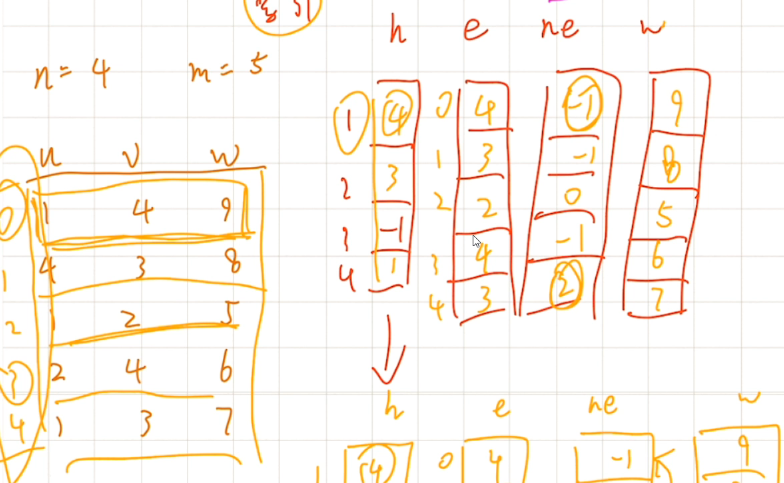 h e ne w
n = 4 m = 5
1 4 0 4 -1 9
2 3 1 3 -1 8
3 -1 2 2 0 5
4 1 3 4 -1 6
4 3 2 7
u v w
0 1 4 9
1 4 3 8
2 1 2 5
3 2 4 6
4 1 3 7
h e ne w
1 4 0 4 -1 9